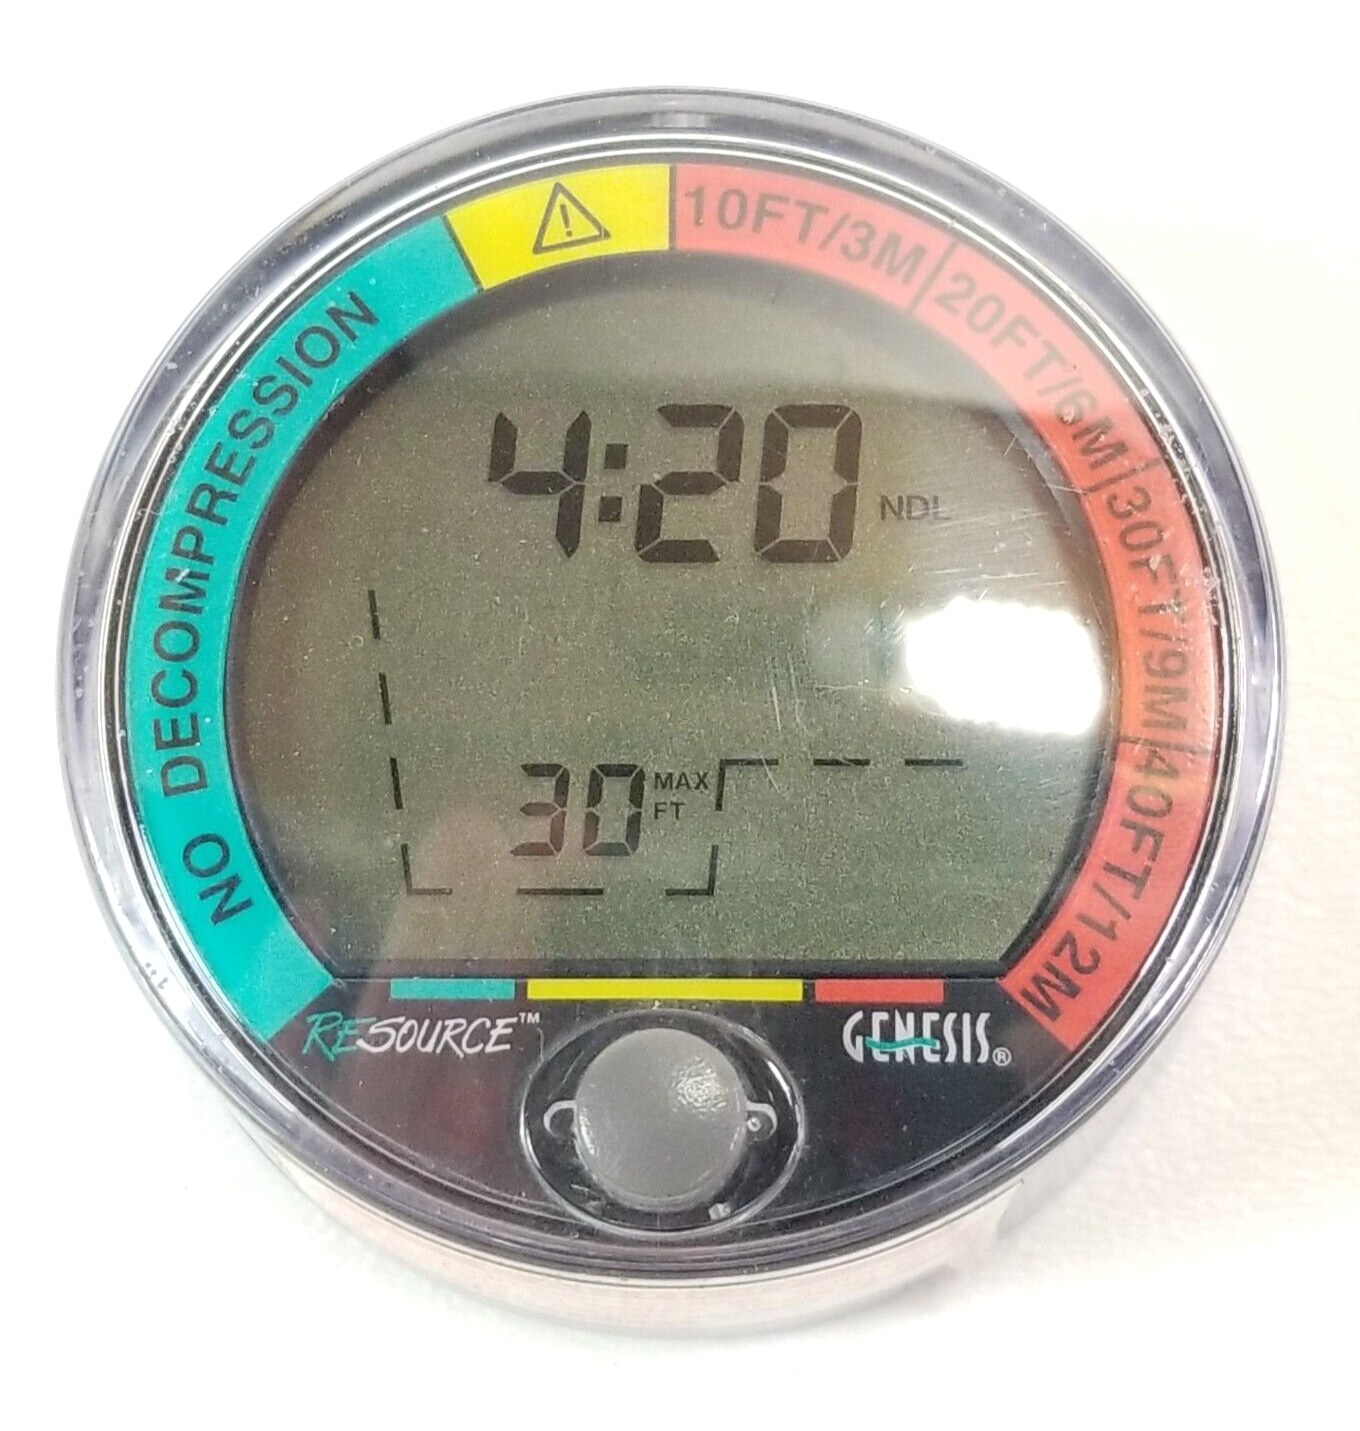 NO DECOMPRESSION
10FT/3M
20FT/6M
30FT/9M
40FT/12M
4:20 NDL
30 MAX
FT
RESOURCE™
GENESIS®